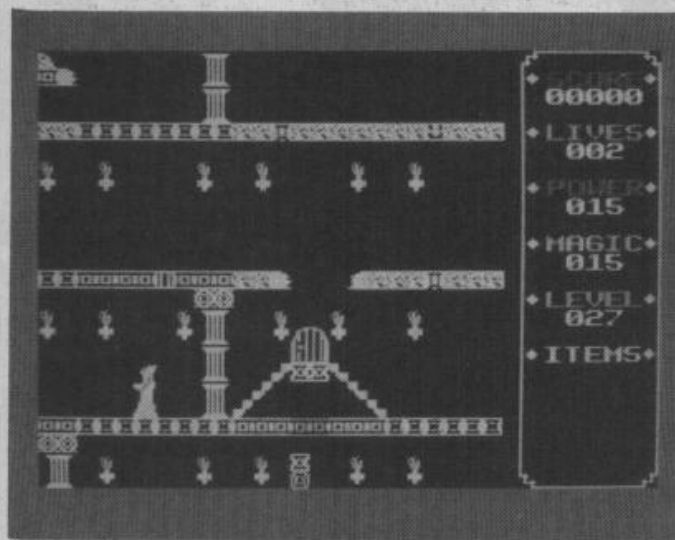 SCORE
00000
LIVES
002
POWER
015
MAGIC
015
LEVEL
027
ITEMS